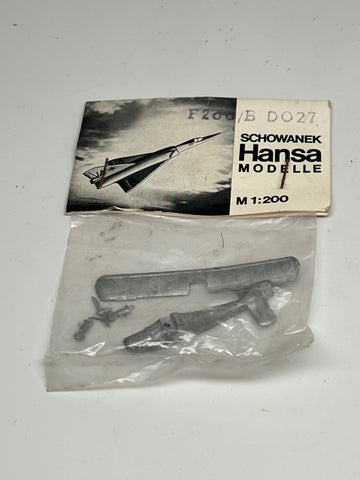 F200/B DO27
SCHOWANEK
Hansa
MODELLE
M 1:200